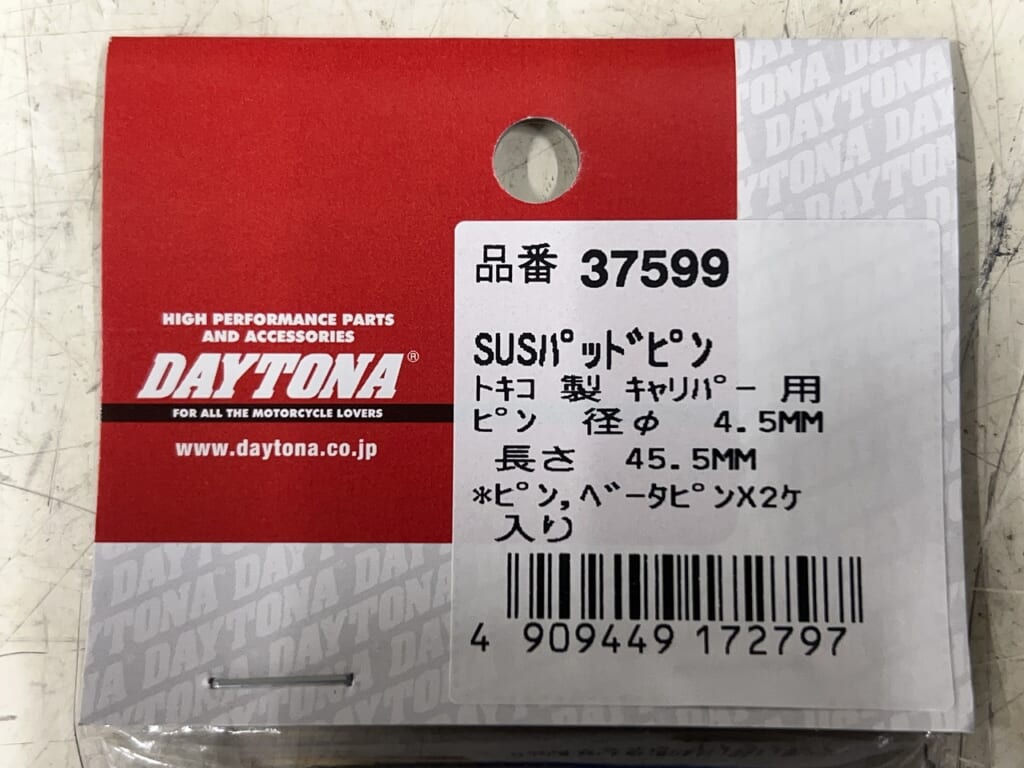 HIGH PERFORMANCE PARTS
AND ACCESSORIES
DAYTONA®
FOR ALL THE MOTORCYCLE LOVERS
www.daytona.co.jp
品番 37599
SUSﾊﾟｯﾄﾞﾋﾟﾝ
ﾄｷｺ 製 ｷｬﾘﾊﾟｰ 用
ﾋﾟﾝ 径φ 4.5MM
長さ 45.5MM
*ﾋﾟﾝ,ﾍﾞｰﾀﾋﾟﾝX2ｹ
入り
4 909449 172797